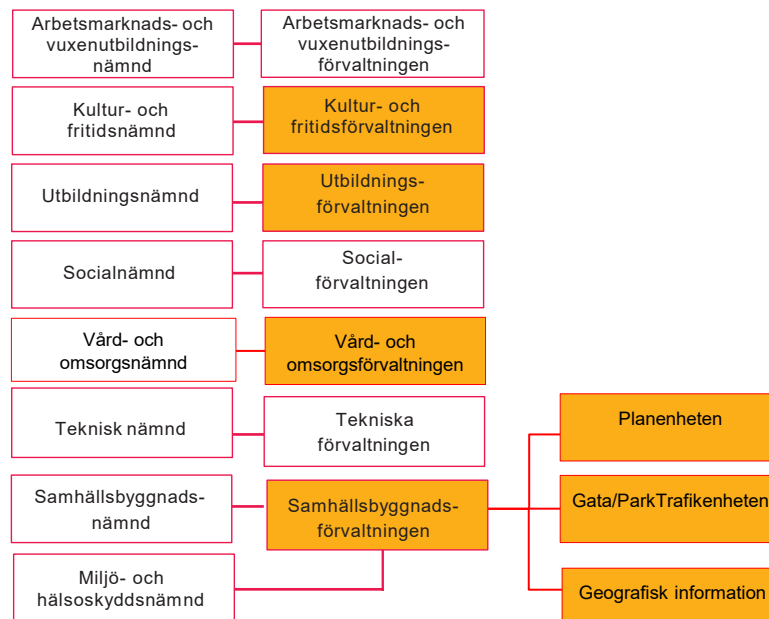 Arbetsmarknads- och
vuxenutbildnings-
nämnd
Arbetsmarknads- och
vuxenutbildnings-
förvaltningen
Kultur- och
fritidsnämnd
Kultur- och
fritidsförvaltningen
Utbildningsnämnd
Utbildnings-
förvaltningen
Socialnämnd
Social-
förvaltningen
Vård- och
omsorgsnämnd
Vård- och
omsorgsförvaltningen
Teknisk nämnd
Tekniska
förvaltningen
Planenheten
Samhällsbyggnads-
nämnd
Samhällsbyggnads-
förvaltningen
Gata/ParkTrafikenheten
Miljö- och
hälsoskyddsnämnd
Geografisk information